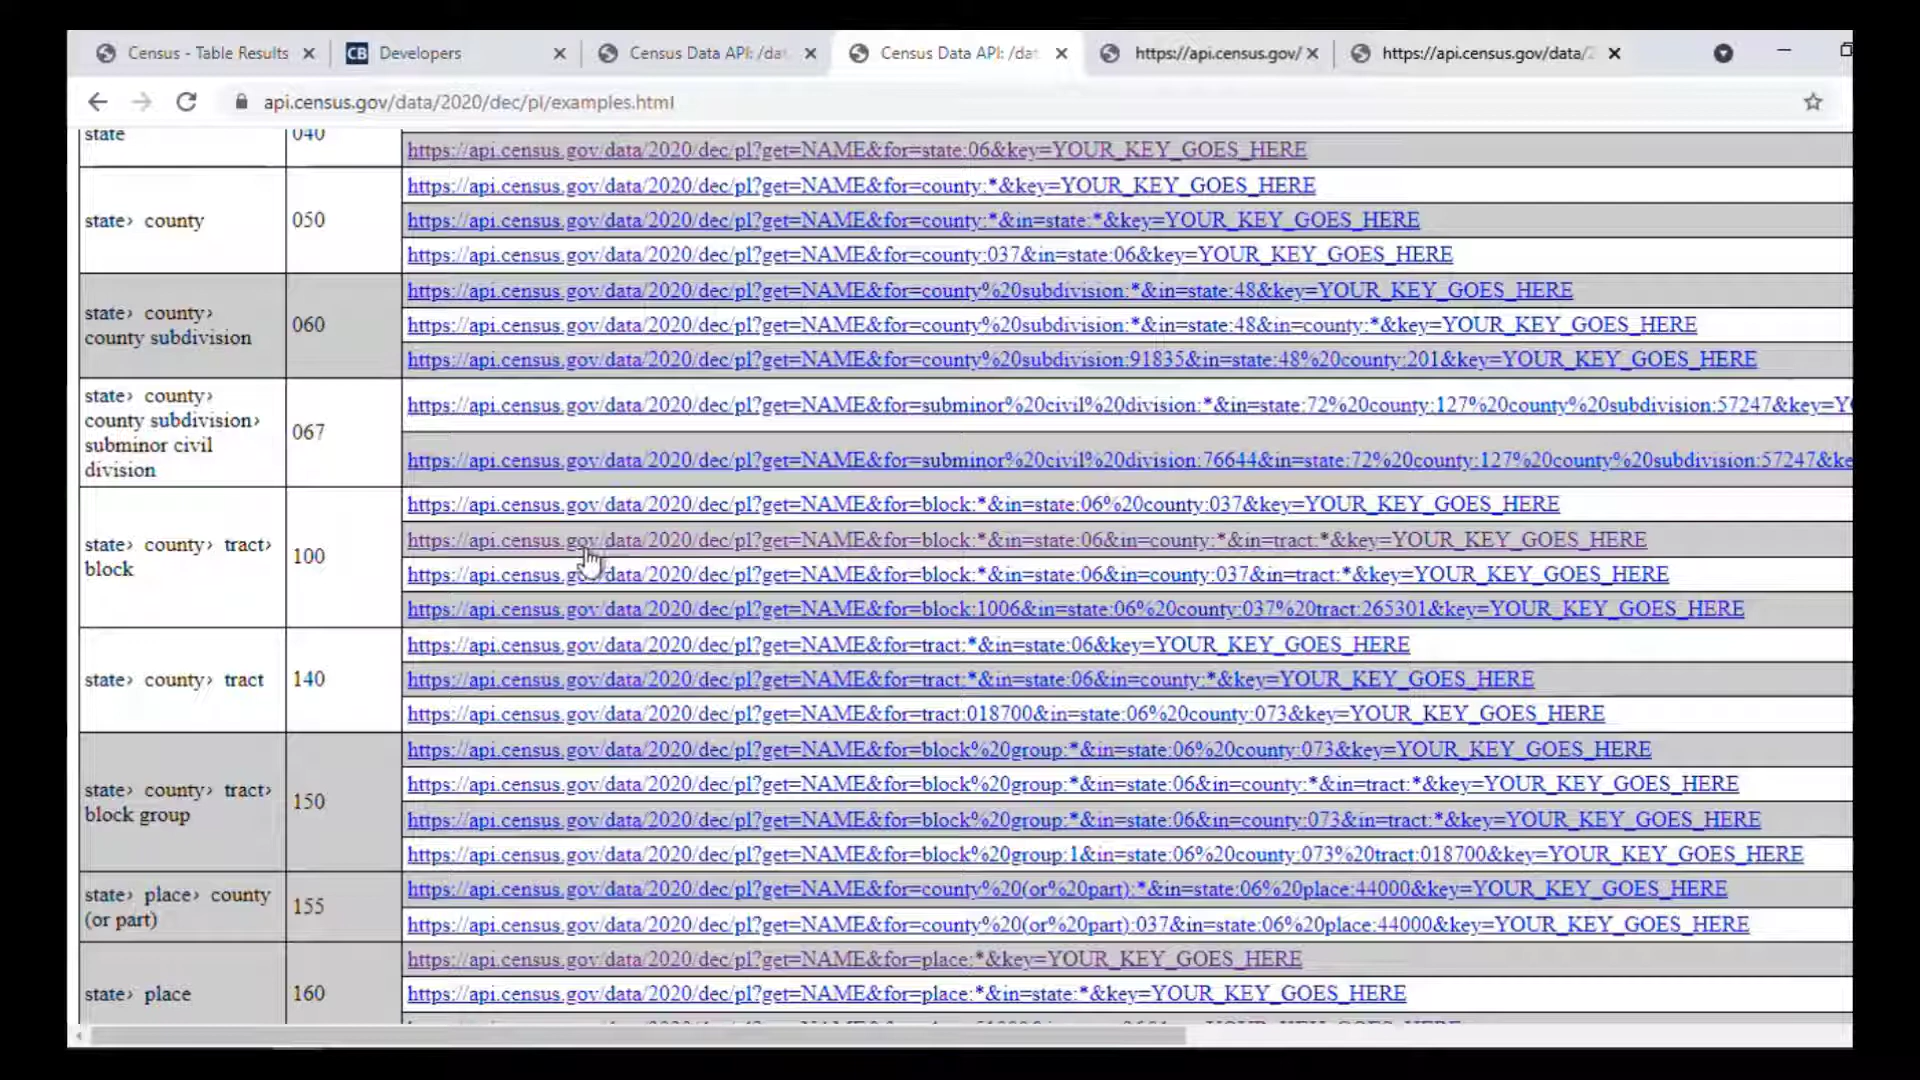 Census - Table Results
CB Developers
Census Data API: /da
Census Data API: /da
https://api.census.gov/
https://api.census.gov/data/
api.census.gov/data/2020/dec/pl/examples.html
state 040
https://api.census.gov/data/2020/dec/pl?get=NAME&for=state:06&key=YOUR_KEY_GOES_HERE
https://api.census.gov/data/2020/dec/pl?get=NAME&for=county:*&key=YOUR_KEY_GOES_HERE
state› county 050
https://api.census.gov/data/2020/dec/pl?get=NAME&for=county:*&in=state:*&key=YOUR_KEY_GOES_HERE
https://api.census.gov/data/2020/dec/pl?get=NAME&for=county:037&in=state:06&key=YOUR_KEY_GOES_HERE
state› county›
county subdivision
060
https://api.census.gov/data/2020/dec/pl?get=NAME&for=county%20subdivision:*&in=state:48&key=YOUR_KEY_GOES_HERE
https://api.census.gov/data/2020/dec/pl?get=NAME&for=county%20subdivision:*&in=state:48&in=county:*&key=YOUR_KEY_GOES_HERE
https://api.census.gov/data/2020/dec/pl?get=NAME&for=county%20subdivision:91835&in=state:48%20county:201&key=YOUR_KEY_GOES_HERE
state› county›
county subdivision›
subminor civil
division
067
https://api.census.gov/data/2020/dec/pl?get=NAME&for=subminor%20civil%20division:*&in=state:72%20county:127%20county%20subdivision:57247&key=Y
https://api.census.gov/data/2020/dec/pl?get=NAME&for=subminor%20civil%20division:76644&in=state:72%20county:127%20county%20subdivision:57247&ke
state› county› tract›
block
100
https://api.census.gov/data/2020/dec/pl?get=NAME&for=block:*&in=state:06%20county:037&key=YOUR_KEY_GOES_HERE
https://api.census.gov/data/2020/dec/pl?get=NAME&for=block:*&in=state:06&in=county:*&in=tract:*&key=YOUR_KEY_GOES_HERE
https://api.census.gov/data/2020/dec/pl?get=NAME&for=block:*&in=state:06&in=county:037&in=tract:*&key=YOUR_KEY_GOES_HERE
https://api.census.gov/data/2020/dec/pl?get=NAME&for=block:1006&in=state:06%20county:037%20tract:265301&key=YOUR_KEY_GOES_HERE
state› county› tract
140
https://api.census.gov/data/2020/dec/pl?get=NAME&for=tract:*&in=state:06&key=YOUR_KEY_GOES_HERE
https://api.census.gov/data/2020/dec/pl?get=NAME&for=tract:*&in=state:06&in=county:*&key=YOUR_KEY_GOES_HERE
https://api.census.gov/data/2020/dec/pl?get=NAME&for=tract:018700&in=state:06%20county:073&key=YOUR_KEY_GOES_HERE
state› county› tract›
block group
150
https://api.census.gov/data/2020/dec/pl?get=NAME&for=block%20group:*&in=state:06%20county:073&key=YOUR_KEY_GOES_HERE
https://api.census.gov/data/2020/dec/pl?get=NAME&for=block%20group:*&in=state:06&in=county:*&in=tract:*&key=YOUR_KEY_GOES_HERE
https://api.census.gov/data/2020/dec/pl?get=NAME&for=block%20group:*&in=state:06&in=county:073&in=tract:*&key=YOUR_KEY_GOES_HERE
https://api.census.gov/data/2020/dec/pl?get=NAME&for=block%20group:1&in=state:06%20county:073%20tract:018700&key=YOUR_KEY_GOES_HERE
state› place› county
(or part)
155
https://api.census.gov/data/2020/dec/pl?get=NAME&for=county%20(or%20part):*&in=state:06%20place:44000&key=YOUR_KEY_GOES_HERE
https://api.census.gov/data/2020/dec/pl?get=NAME&for=county%20(or%20part):037&in=state:06%20place:44000&key=YOUR_KEY_GOES_HERE
state› place
160
https://api.census.gov/data/2020/dec/pl?get=NAME&for=place:*&key=YOUR_KEY_GOES_HERE
https://api.census.gov/data/2020/dec/pl?get=NAME&for=place:*&in=state:*&key=YOUR_KEY_GOES_HERE